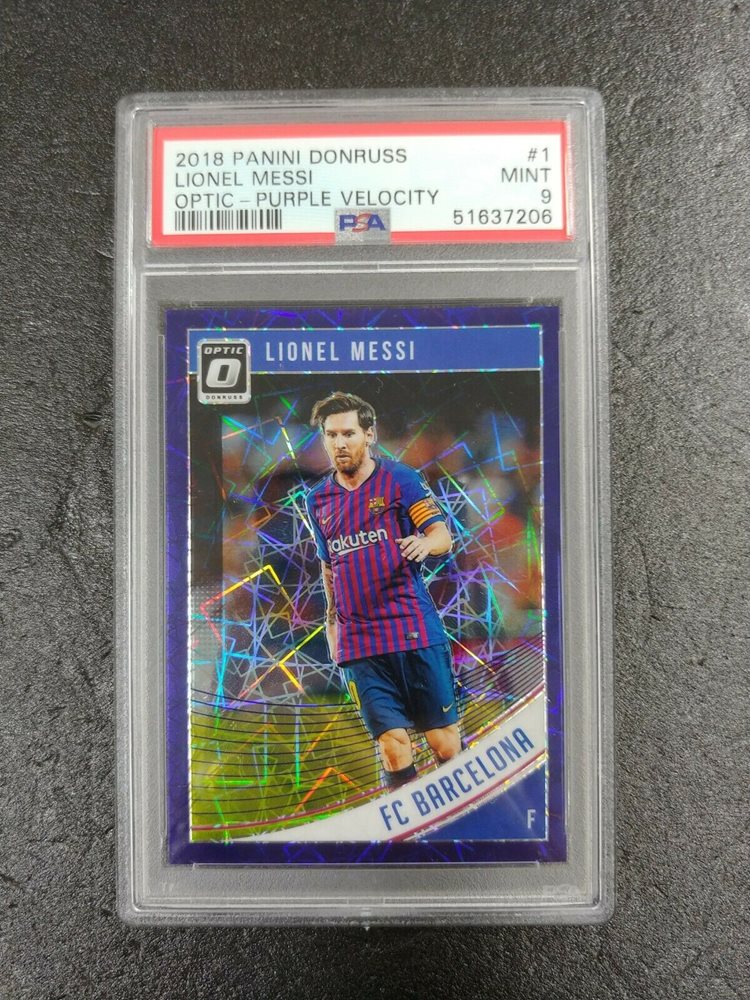 2018 PANINI DONRUSS #1
LIONEL MESSI MINT
OPTIC - PURPLE VELOCITY 9
PSA 51637206
OPTIC
O
DONRUSS
LIONEL MESSI
Rakuten
FC BARCELONA
F
PSA